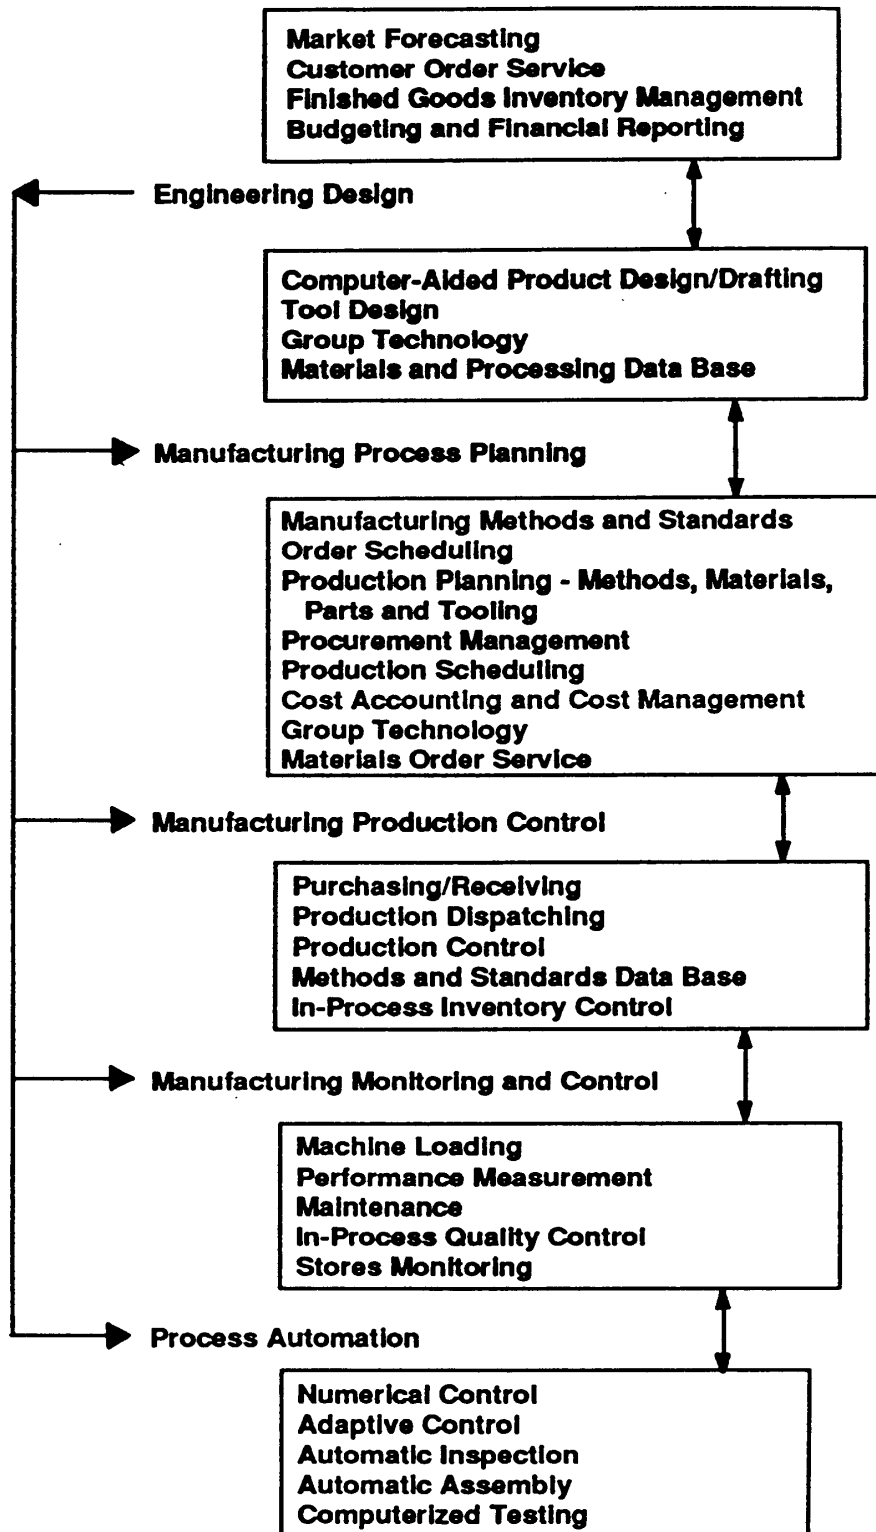 Market Forecasting
Customer Order Service
Finished Goods Inventory Management
Budgeting and Financial Reporting
Engineering Design
Computer-Aided Product Design/Drafting
Tool Design
Group Technology
Materials and Processing Data Base
Manufacturing Process Planning
Manufacturing Methods and Standards
Order Scheduling
Production Planning - Methods, Materials,
Parts and Tooling
Procurement Management
Production Scheduling
Cost Accounting and Cost Management
Group Technology
Materials Order Service
Manufacturing Production Control
Purchasing/Receiving
Production Dispatching
Production Control
Methods and Standards Data Base
In-Process Inventory Control
Manufacturing Monitoring and Control
Machine Loading
Performance Measurement
Maintenance
In-Process Quality Control
Stores Monitoring
Process Automation
Numerical Control
Adaptive Control
Automatic Inspection
Automatic Assembly
Computerized Testing